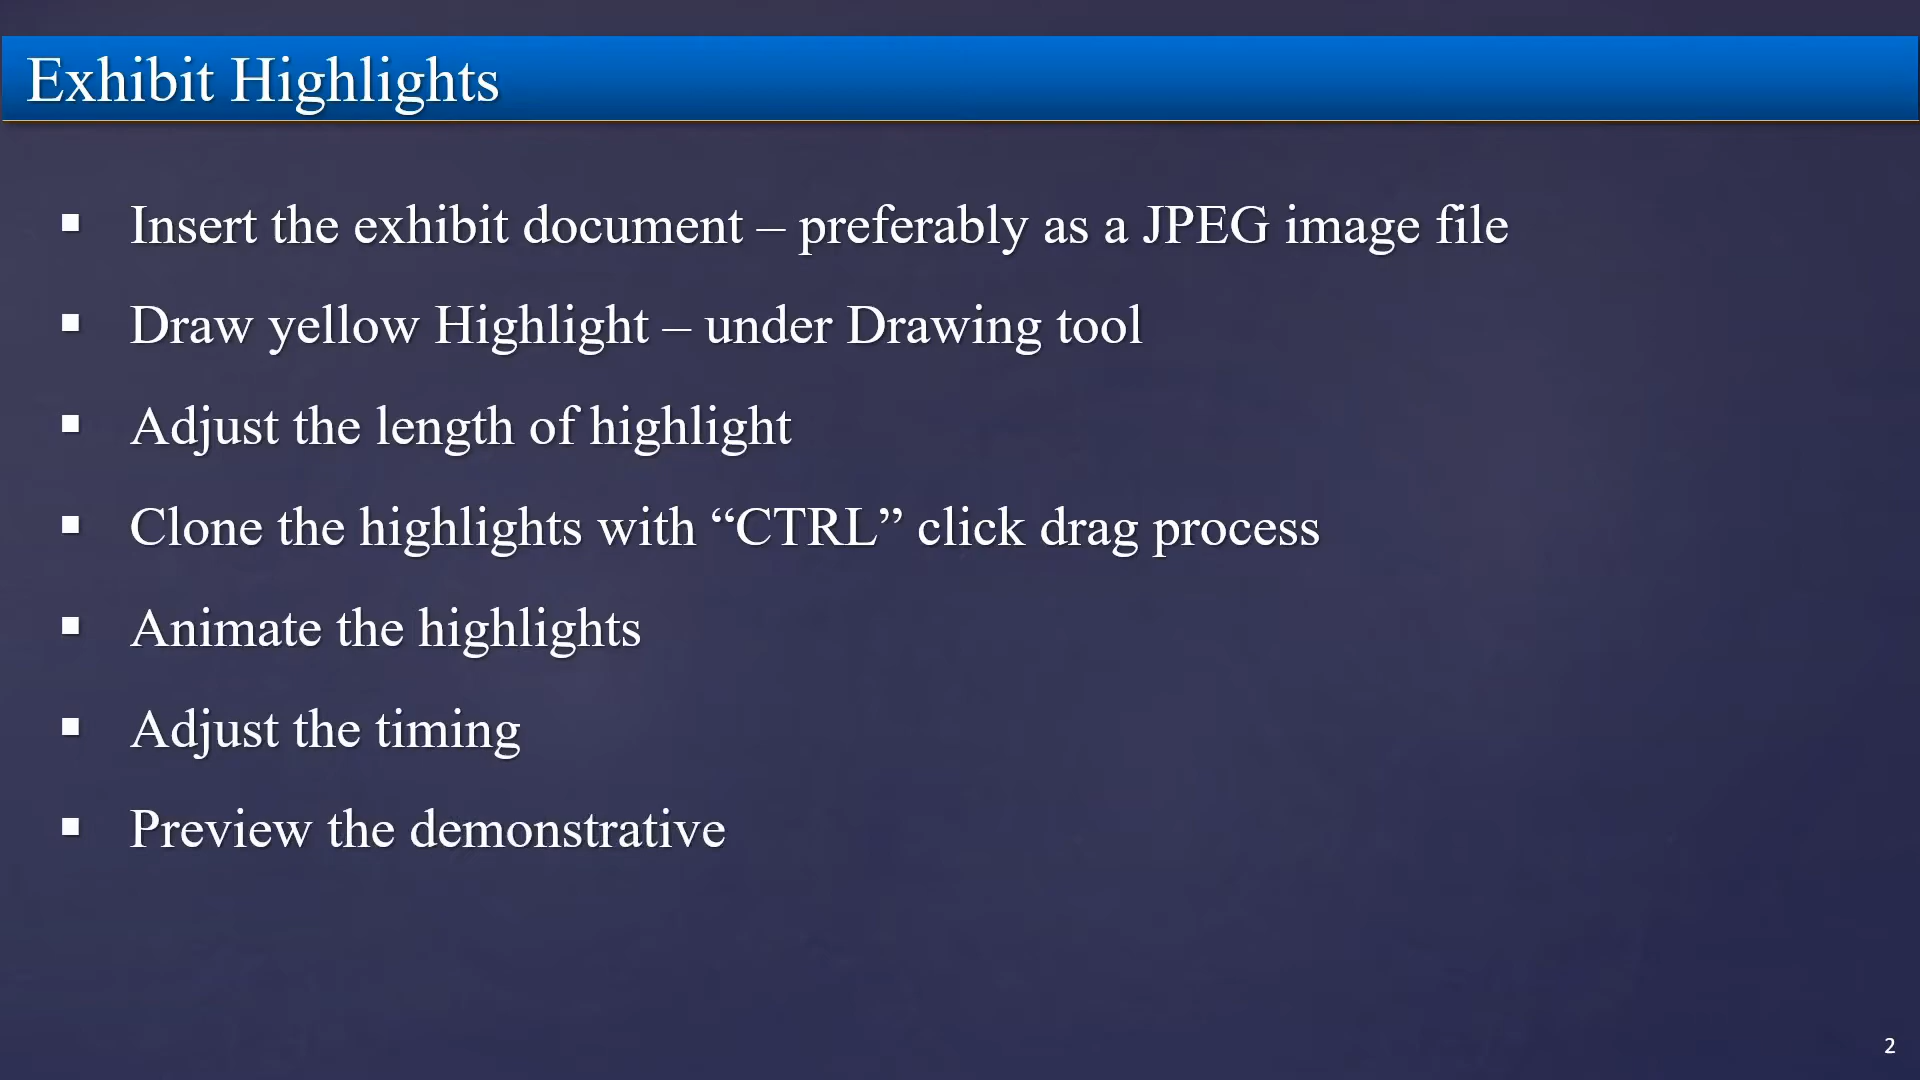 Exhibit Highlights
▪ Insert the exhibit document – preferably as a JPEG image file
▪ Draw yellow Highlight – under Drawing tool
▪ Adjust the length of highlight
▪ Clone the highlights with “CTRL” click drag process
▪ Animate the highlights
▪ Adjust the timing
▪ Preview the demonstrative
2